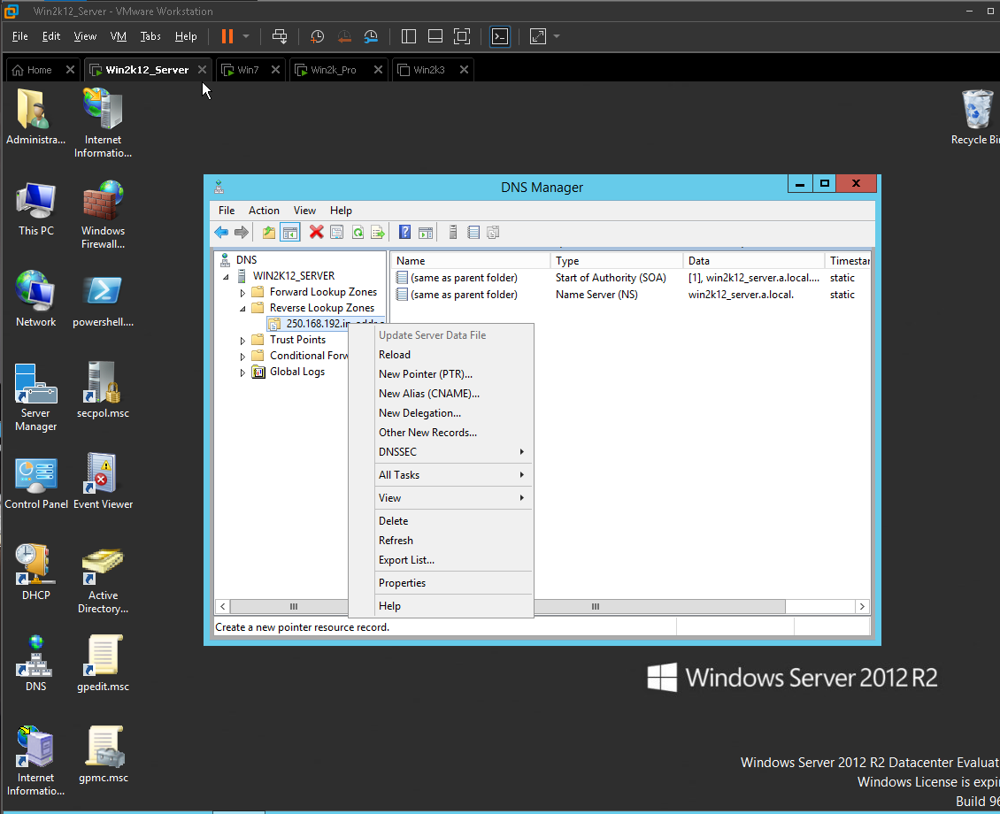 Win2k12_Server - VMware Workstation
File Edit View VM Tabs Help
Home Win2k12_Server Win7 Win2k_Pro Win2k3
Administra...
Internet
Informatio...
Recycle Bi
This PC
Windows
Firewall...
Network
powershell....
Server
Manager
secpol.msc
Control Panel
Event Viewer
DHCP
Active
Directory...
DNS
gpedit.msc
Internet
Informatio...
gpmc.msc
DNS Manager
File Action View Help
DNS
WIN2K12_SERVER
Forward Lookup Zones
Reverse Lookup Zones
250.168.192.in-addr.a
Trust Points
Conditional Forw
Global Logs
Name Type Data Timestar
(same as parent folder) Start of Authority (SOA) [1], win2k12_server.a.local.... static
(same as parent folder) Name Server (NS) win2k12_server.a.local. static
Update Server Data File
Reload
New Pointer (PTR)...
New Alias (CNAME)...
New Delegation...
Other New Records...
DNSSEC
All Tasks
View
Delete
Refresh
Export List...
Properties
Help
Create a new pointer resource record.
Windows Server 2012 R2
Windows Server 2012 R2 Datacenter Evaluat
Windows License is expi
Build 96